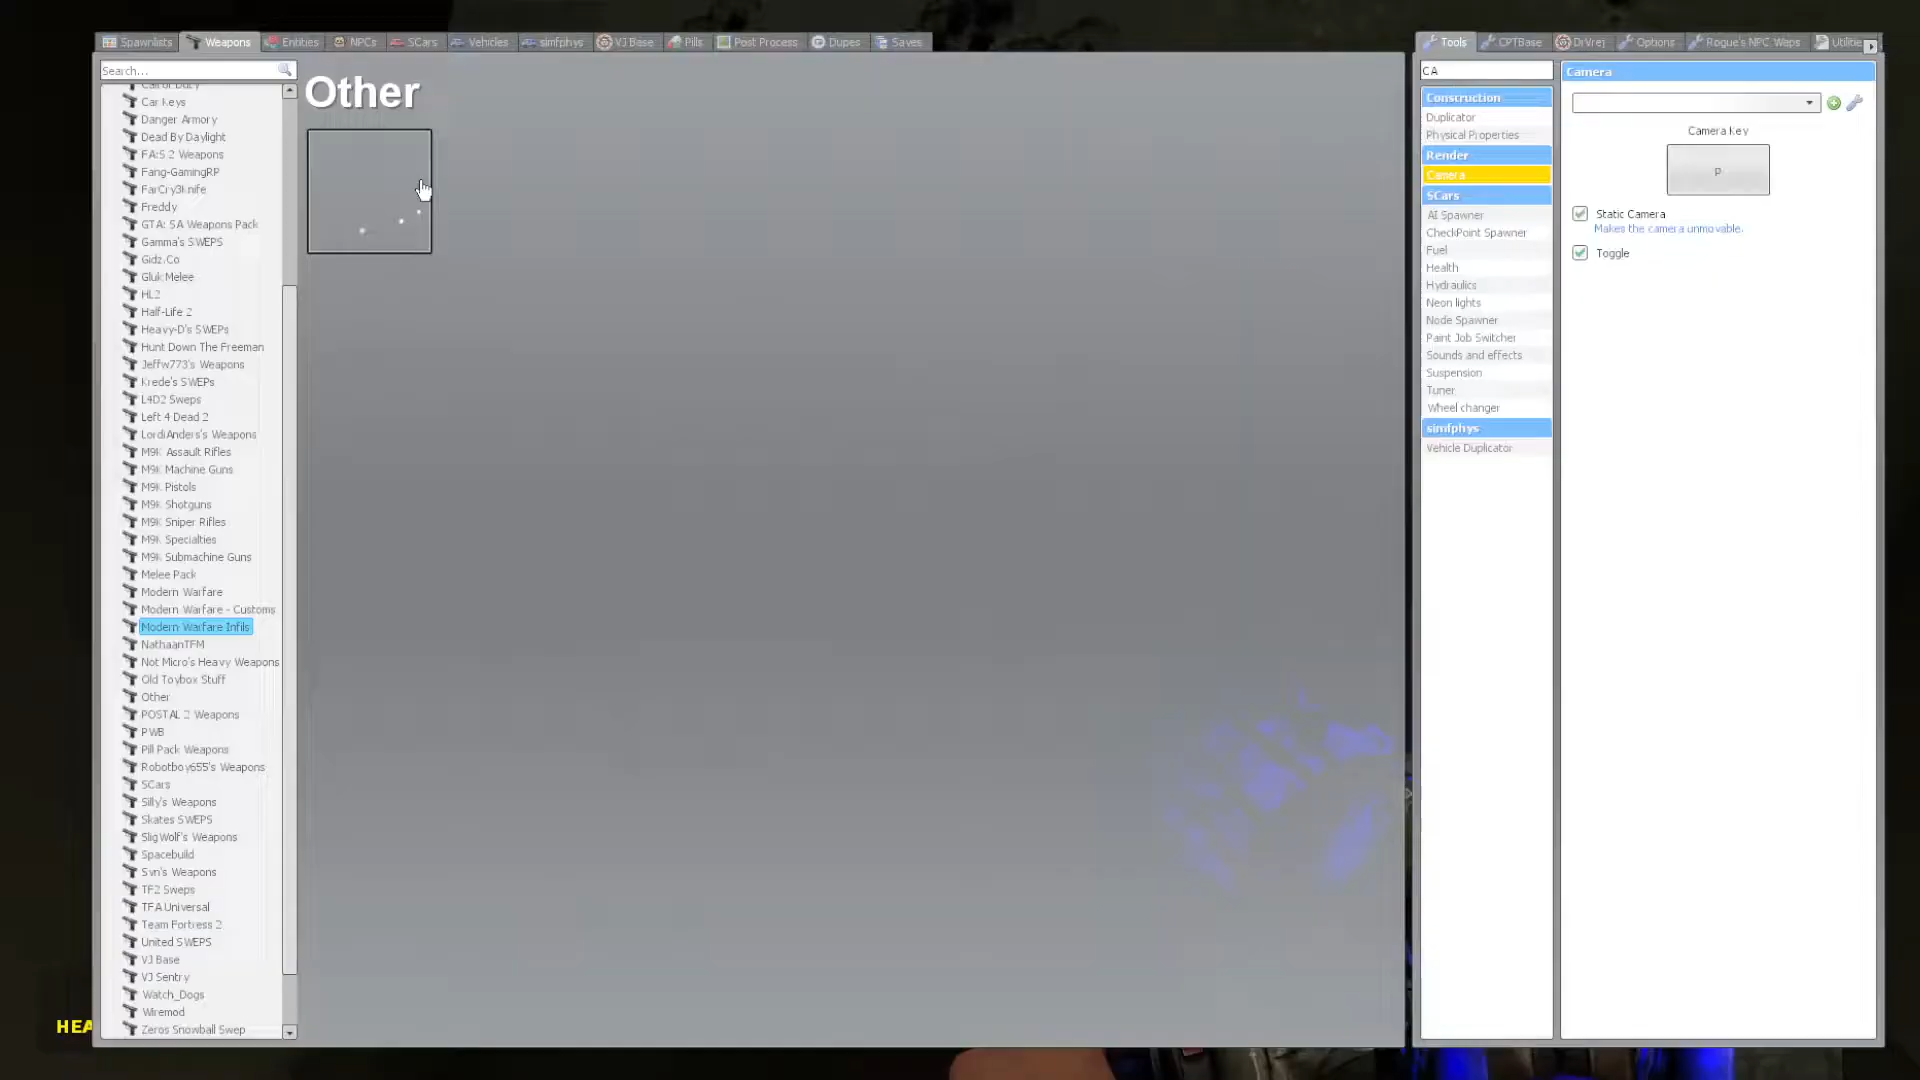 Spawnlists Weapons Entities NPCs SCars Vehicles simfphys VJ Base Pills Post Process Dupes Saves
Search...
Car Keys
Danger Armory
Dead By Daylight
FA:S 2 Weapons
Fang-GamingRP
FarCry3knife
Freddy
GTA: SA Weapons Pack
Gamma's SWEPS
Gidz.Co
Gluk Melee
HL2
Half-Life 2
Heavy-D's SWEPs
Hunt Down The Freeman
Jeffw773's Weapons
Krede's SWEPs
L4D2 Sweps
Left 4 Dead 2
LordiAnders's Weapons
M9K Assault Rifles
M9K Machine Guns
M9K Pistols
M9K Shotguns
M9K Sniper Rifles
M9K Specialties
M9K Submachine Guns
Melee Pack
Modern Warfare
Modern Warfare - Customs
Modern Warfare Infils
NathaanTFM
Not Micro's Heavy Weapons
Old Toybox Stuff
Other
POSTAL 2 Weapons
PWB
Pill Pack Weapons
Robotboy655's Weapons
SCars
Silly's Weapons
Skates SWEPS
SligWolf's Weapons
Spacebuild
Svn's Weapons
TF2 Sweps
TFA Universal
Team Fortress 2
United SWEPS
VJ Base
VJ Sentry
Watch_Dogs
Wiremod
Zeros Snowball Swep
Other
HEA
Tools CPTBase DrVrej Options Rogue's NPC Weps Utilitie
CA
Construction
Duplicator
Physical Properties
Render
Camera
SCars
AI Spawner
CheckPoint Spawner
Fuel
Health
Hydraulics
Neon lights
Node Spawner
Paint Job Switcher
Sounds and effects
Suspension
Tuner
Wheel changer
simfphys
Vehicle Duplicator
Camera
Camera Key
P
Static Camera
Makes the camera unmovable.
Toggle